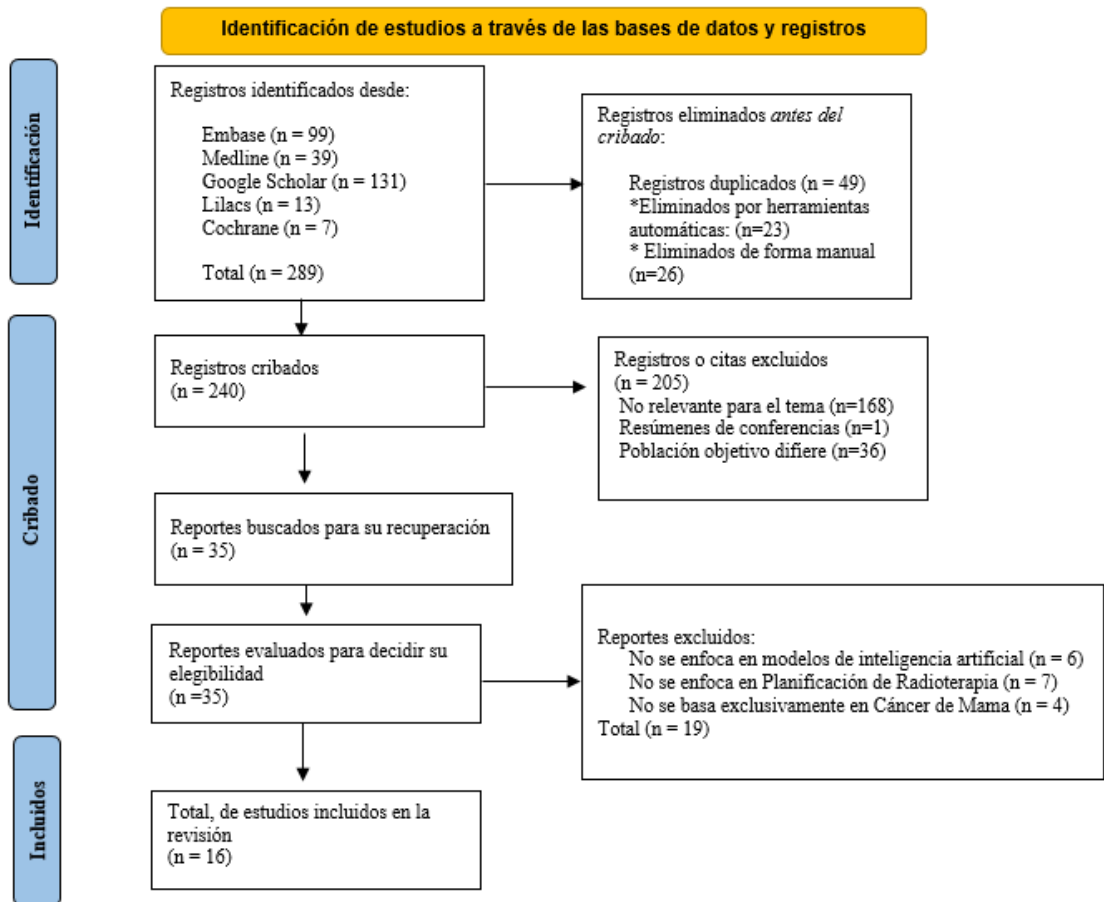 Identificación de estudios a través de las bases de datos y registros
Identificación
Registros identificados desde:
Embase (n = 99)
Medline (n = 39)
Google Scholar (n = 131)
Lilacs (n = 13)
Cochrane (n = 7)
Total (n = 289)
Registros eliminados antes del
cribado:
Registros duplicados (n = 49)
*Eliminados por herramientas
automáticas: (n=23)
* Eliminados de forma manual
(n=26)
Cribado
Registros cribados
(n = 240)
Registros o citas excluidos
(n = 205)
No relevante para el tema (n=168)
Resúmenes de conferencias (n=1)
Población objetivo difiere (n=36)
Reportes buscados para su recuperación
(n = 35)
Reportes evaluados para decidir su
elegibilidad
(n =35)
Reportes excluidos:
No se enfoca en modelos de inteligencia artificial (n = 6)
No se enfoca en Planificación de Radioterapia (n = 7)
No se basa exclusivamente en Cáncer de Mama (n = 4)
Total (n = 19)
Incluidos
Total, de estudios incluidos en la
revisión
(n = 16)